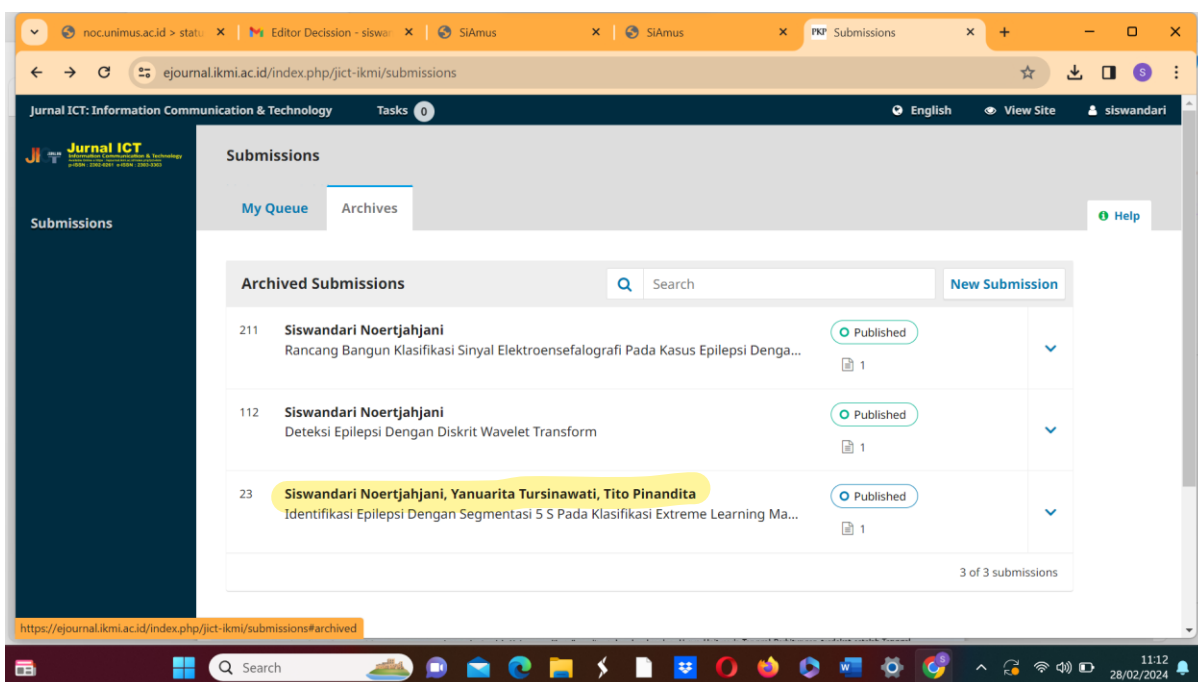 noc.unimus.ac.id > statu
Editor Decission - siswan
SiAmus
SiAmus
PKP Submissions
ejournal.ikmi.ac.id/index.php/jict-ikmi/submissions
S
Jurnal ICT: Information Communication & Technology
Tasks 0
English
View Site
siswandari
Jurnal ICT
Information Communication & Technology
Submissions
Submissions
My Queue
Archives
Help
Archived Submissions
Search
New Submission
211
Siswandari Noertjahjani
Rancang Bangun Klasifikasi Sinyal Elektroensefalografi Pada Kasus Epilepsi Denga...
Published
1
112
Siswandari Noertjahjani
Deteksi Epilepsi Dengan Diskrit Wavelet Transform
Published
1
23
Siswandari Noertjahjani, Yanuarita Tursinawati, Tito Pinandita
Identifikasi Epilepsi Dengan Segmentasi 5 S Pada Klasifikasi Extreme Learning Ma...
Published
1
3 of 3 submissions
https://ejournal.ikmi.ac.id/index.php/jict-ikmi/submissions#archived
Search
11:12
28/02/2024